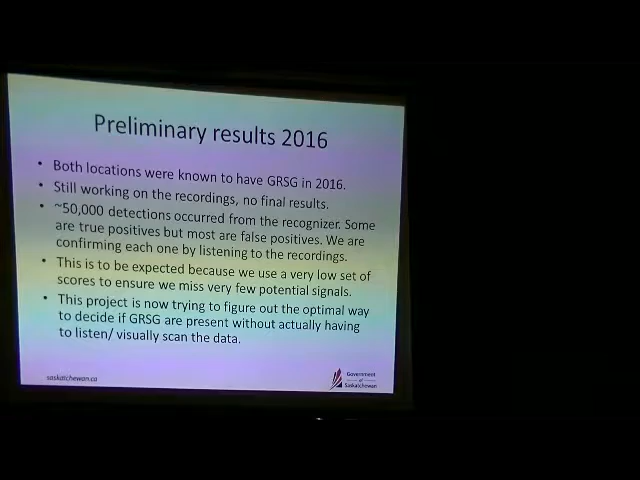 Preliminary results 2016
• Both locations were known to have GRSG in 2016.
• Still working on the recordings, no final results.
• ~50,000 detections occurred from the recognizer. Some
are true positives but most are false positives. We are
confirming each one by listening to the recordings.
• This is to be expected because we use a very low set of
scores to ensure we miss very few potential signals.
• This project is now trying to figure out the optimal way
to decide if GRSG are present without actually having
to listen/ visually scan the data.
saskatchewan.ca
Government
of
Saskatchewan